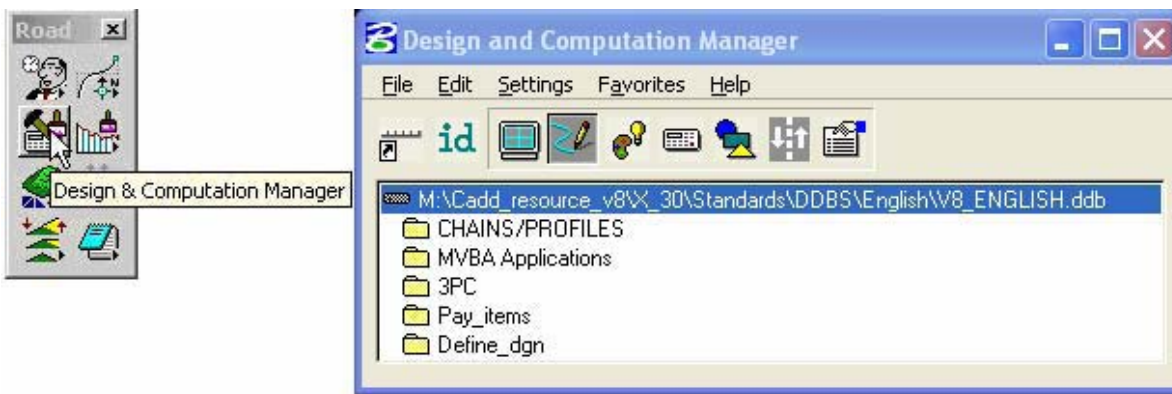 Road
Design & Computation Manager
Design and Computation Manager
File Edit Settings Favorites Help
id
M:\Cadd_resource_v8\X_30\Standards\DDBS\English\V8_ENGLISH.ddb
CHAINS/PROFILES
MVBA Applications
3PC
Pay_items
Define_dgn